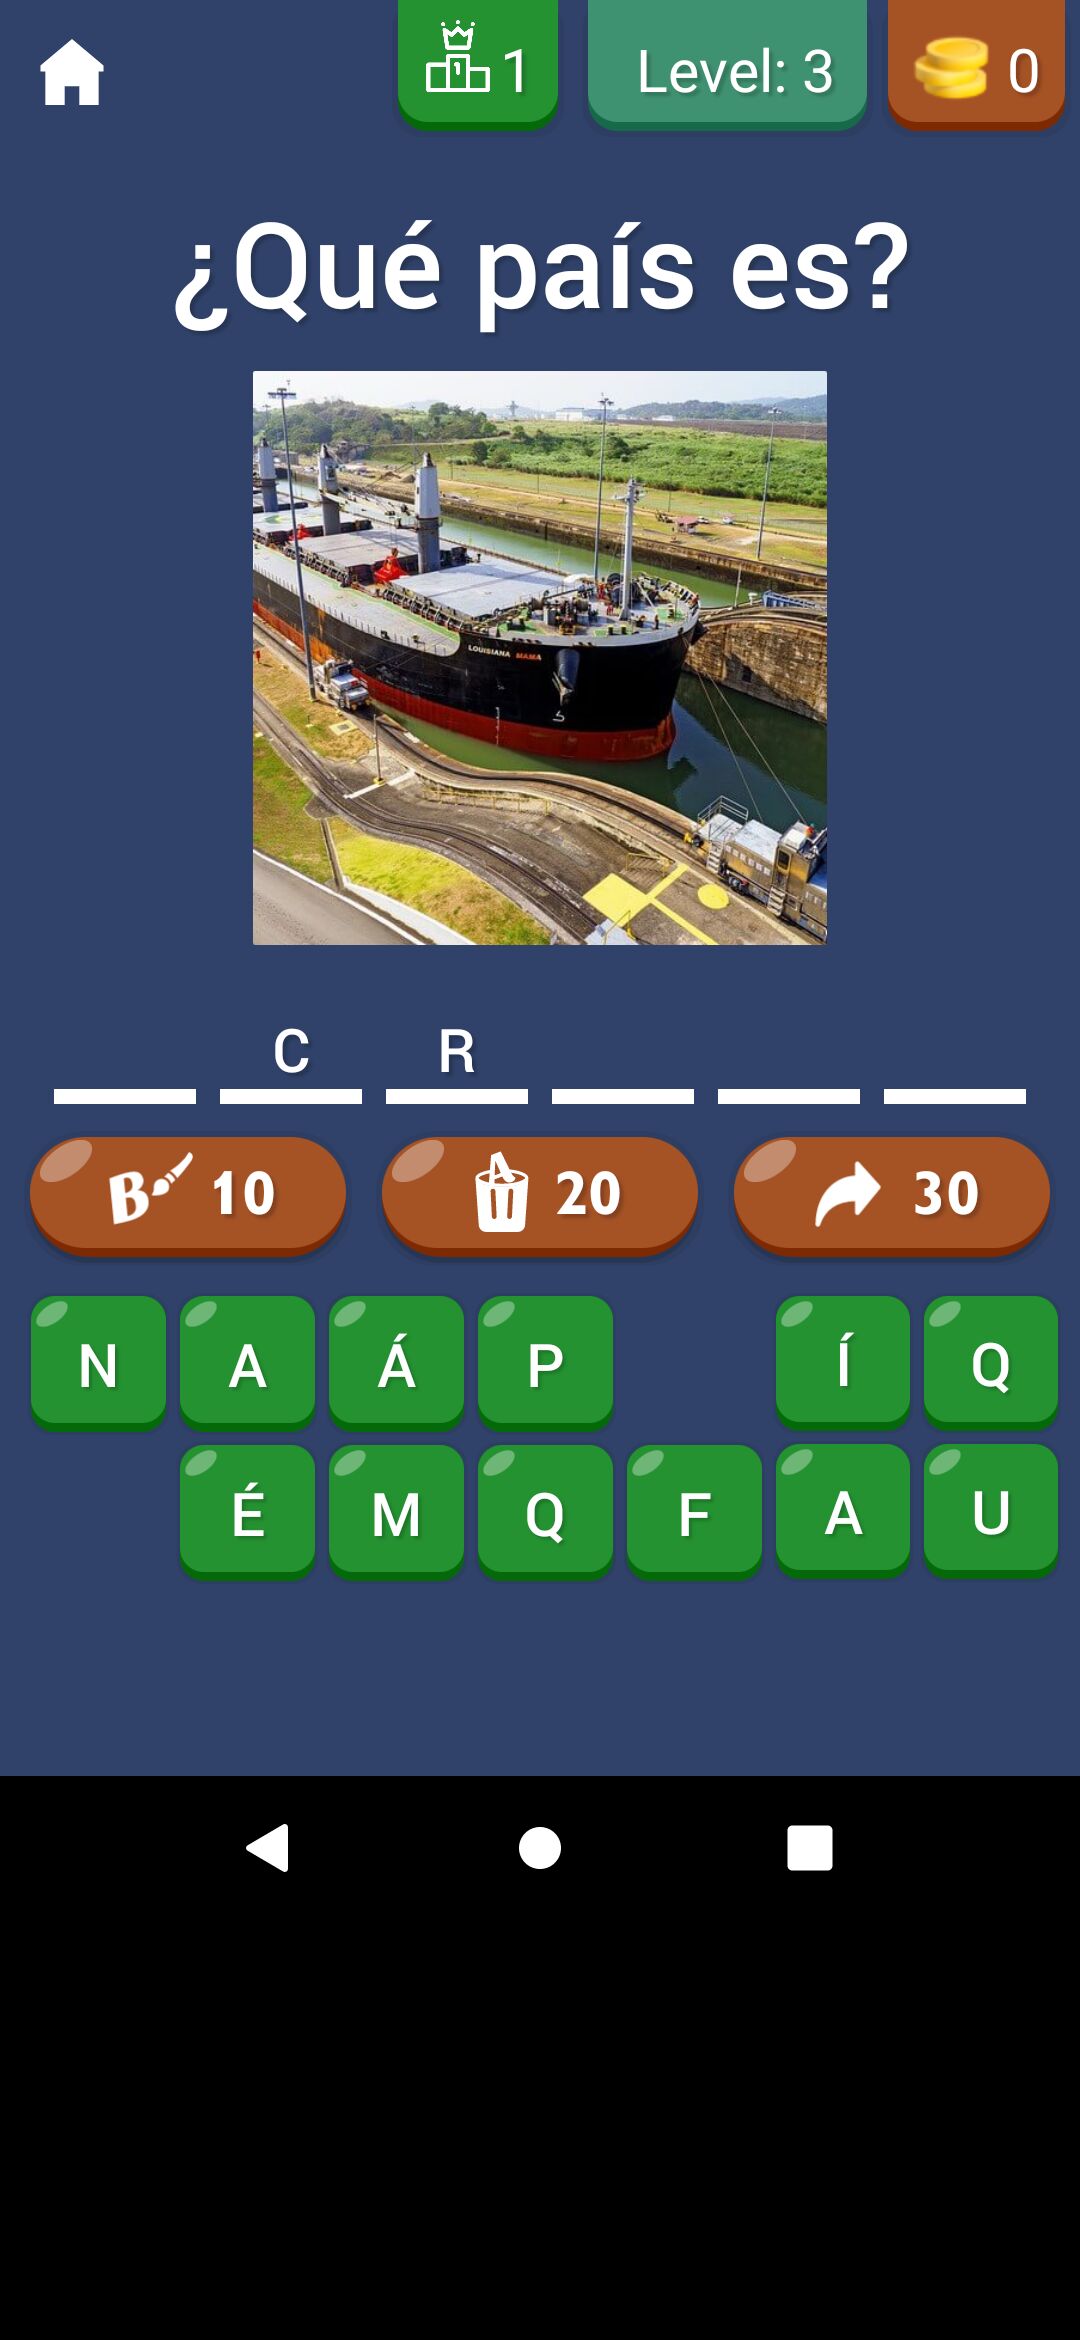 1 Level: 3 0
¿Qué país es?
LOUISIANA MAMA
C R
B 10 20 30
N A Á P Í Q
É M Q F A U